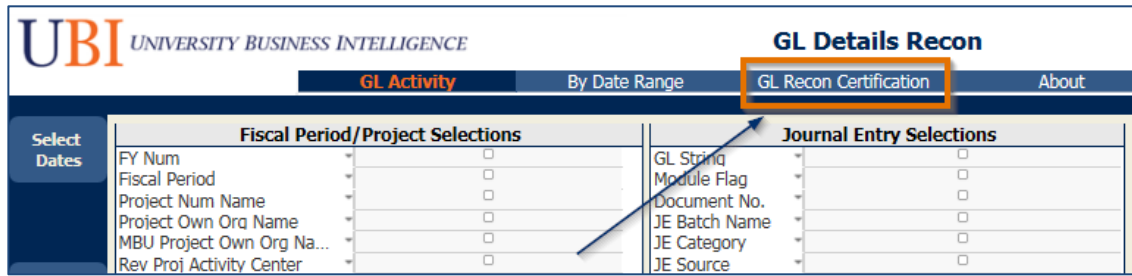 UBI UNIVERSITY BUSINESS INTELLIGENCE
GL Details Recon
GL Activity By Date Range GL Recon Certification About
Select
Dates
Fiscal Period/Project Selections
FY Num
Fiscal Period
Project Num Name
Project Own Org Name
MBU Project Own Org Na...
Rev Proj Activity Center
Journal Entry Selections
GL String
Module Flag
Document No.
JE Batch Name
JE Category
JE Source